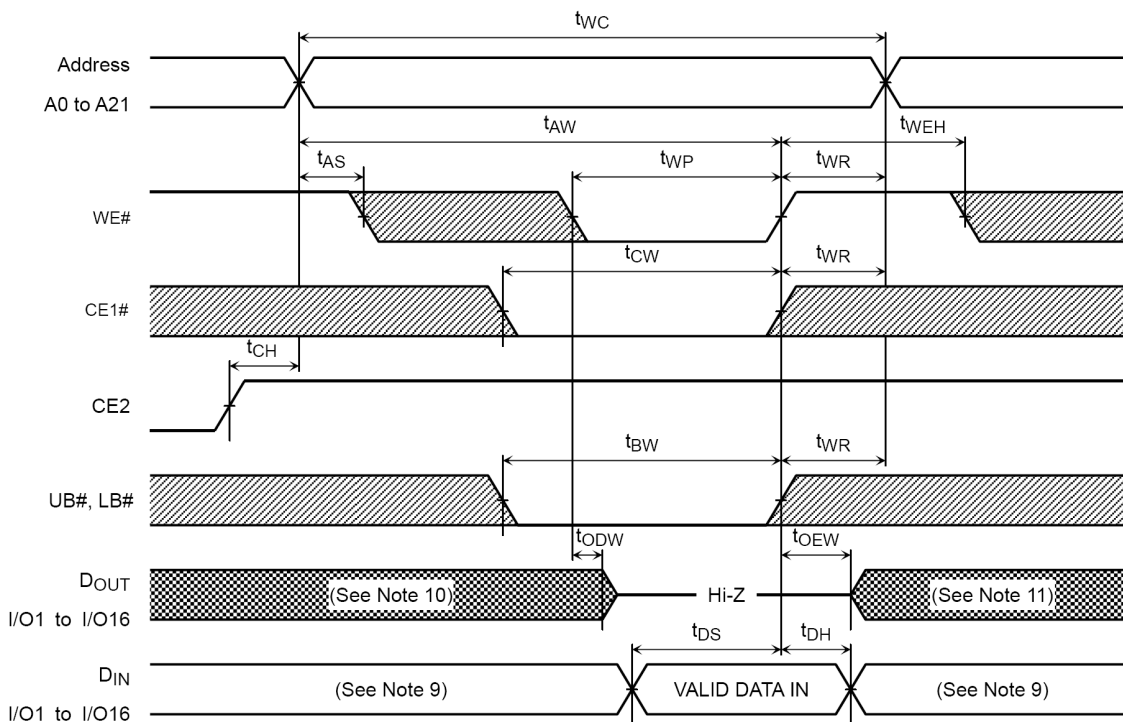 tWC
Address
A0 to A21
tAW
tWEH
tAS
tWP
tWR
WE#
tCW
tWR
CE1#
tCH
CE2
tBW
tWR
UB#, LB#
tODW
tOEW
DOUT
(See Note 10)
Hi-Z
(See Note 11)
I/O1 to I/O16
tDS
tDH
DIN
(See Note 9)
VALID DATA IN
(See Note 9)
I/O1 to I/O16